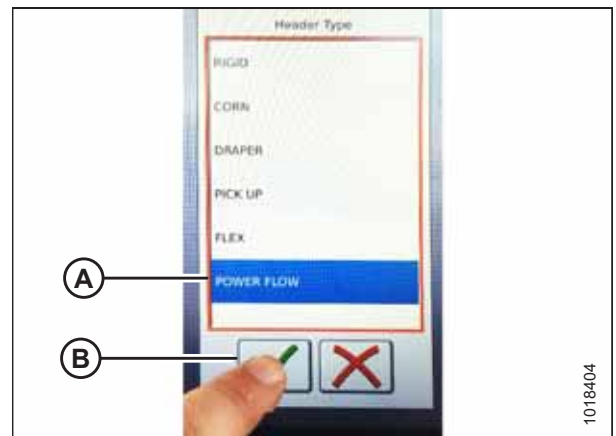 Header Type
RIGID
CORN
DRAPER
PICK UP
FLEX
A
POWER FLOW
B
1018404